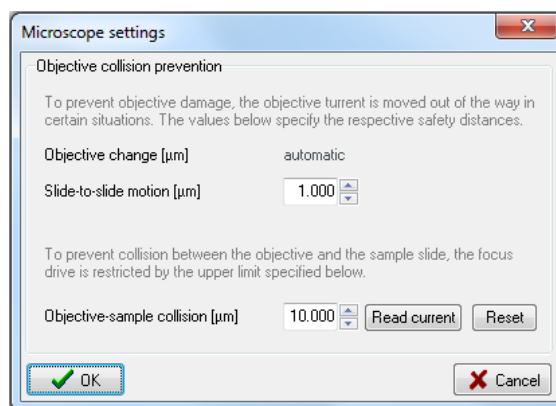 Microscope settings
Objective collision prevention
To prevent objective damage, the objective turrent is moved out of the way in
certain situations. The values below specify the respective safety distances.
Objective change [µm] automatic
Slide-to-slide motion [µm] 1.000
To prevent collision between the objective and the sample slide, the focus
drive is restricted by the upper limit specified below.
Objective-sample collision [µm] 10.000 Read current Reset
OK Cancel